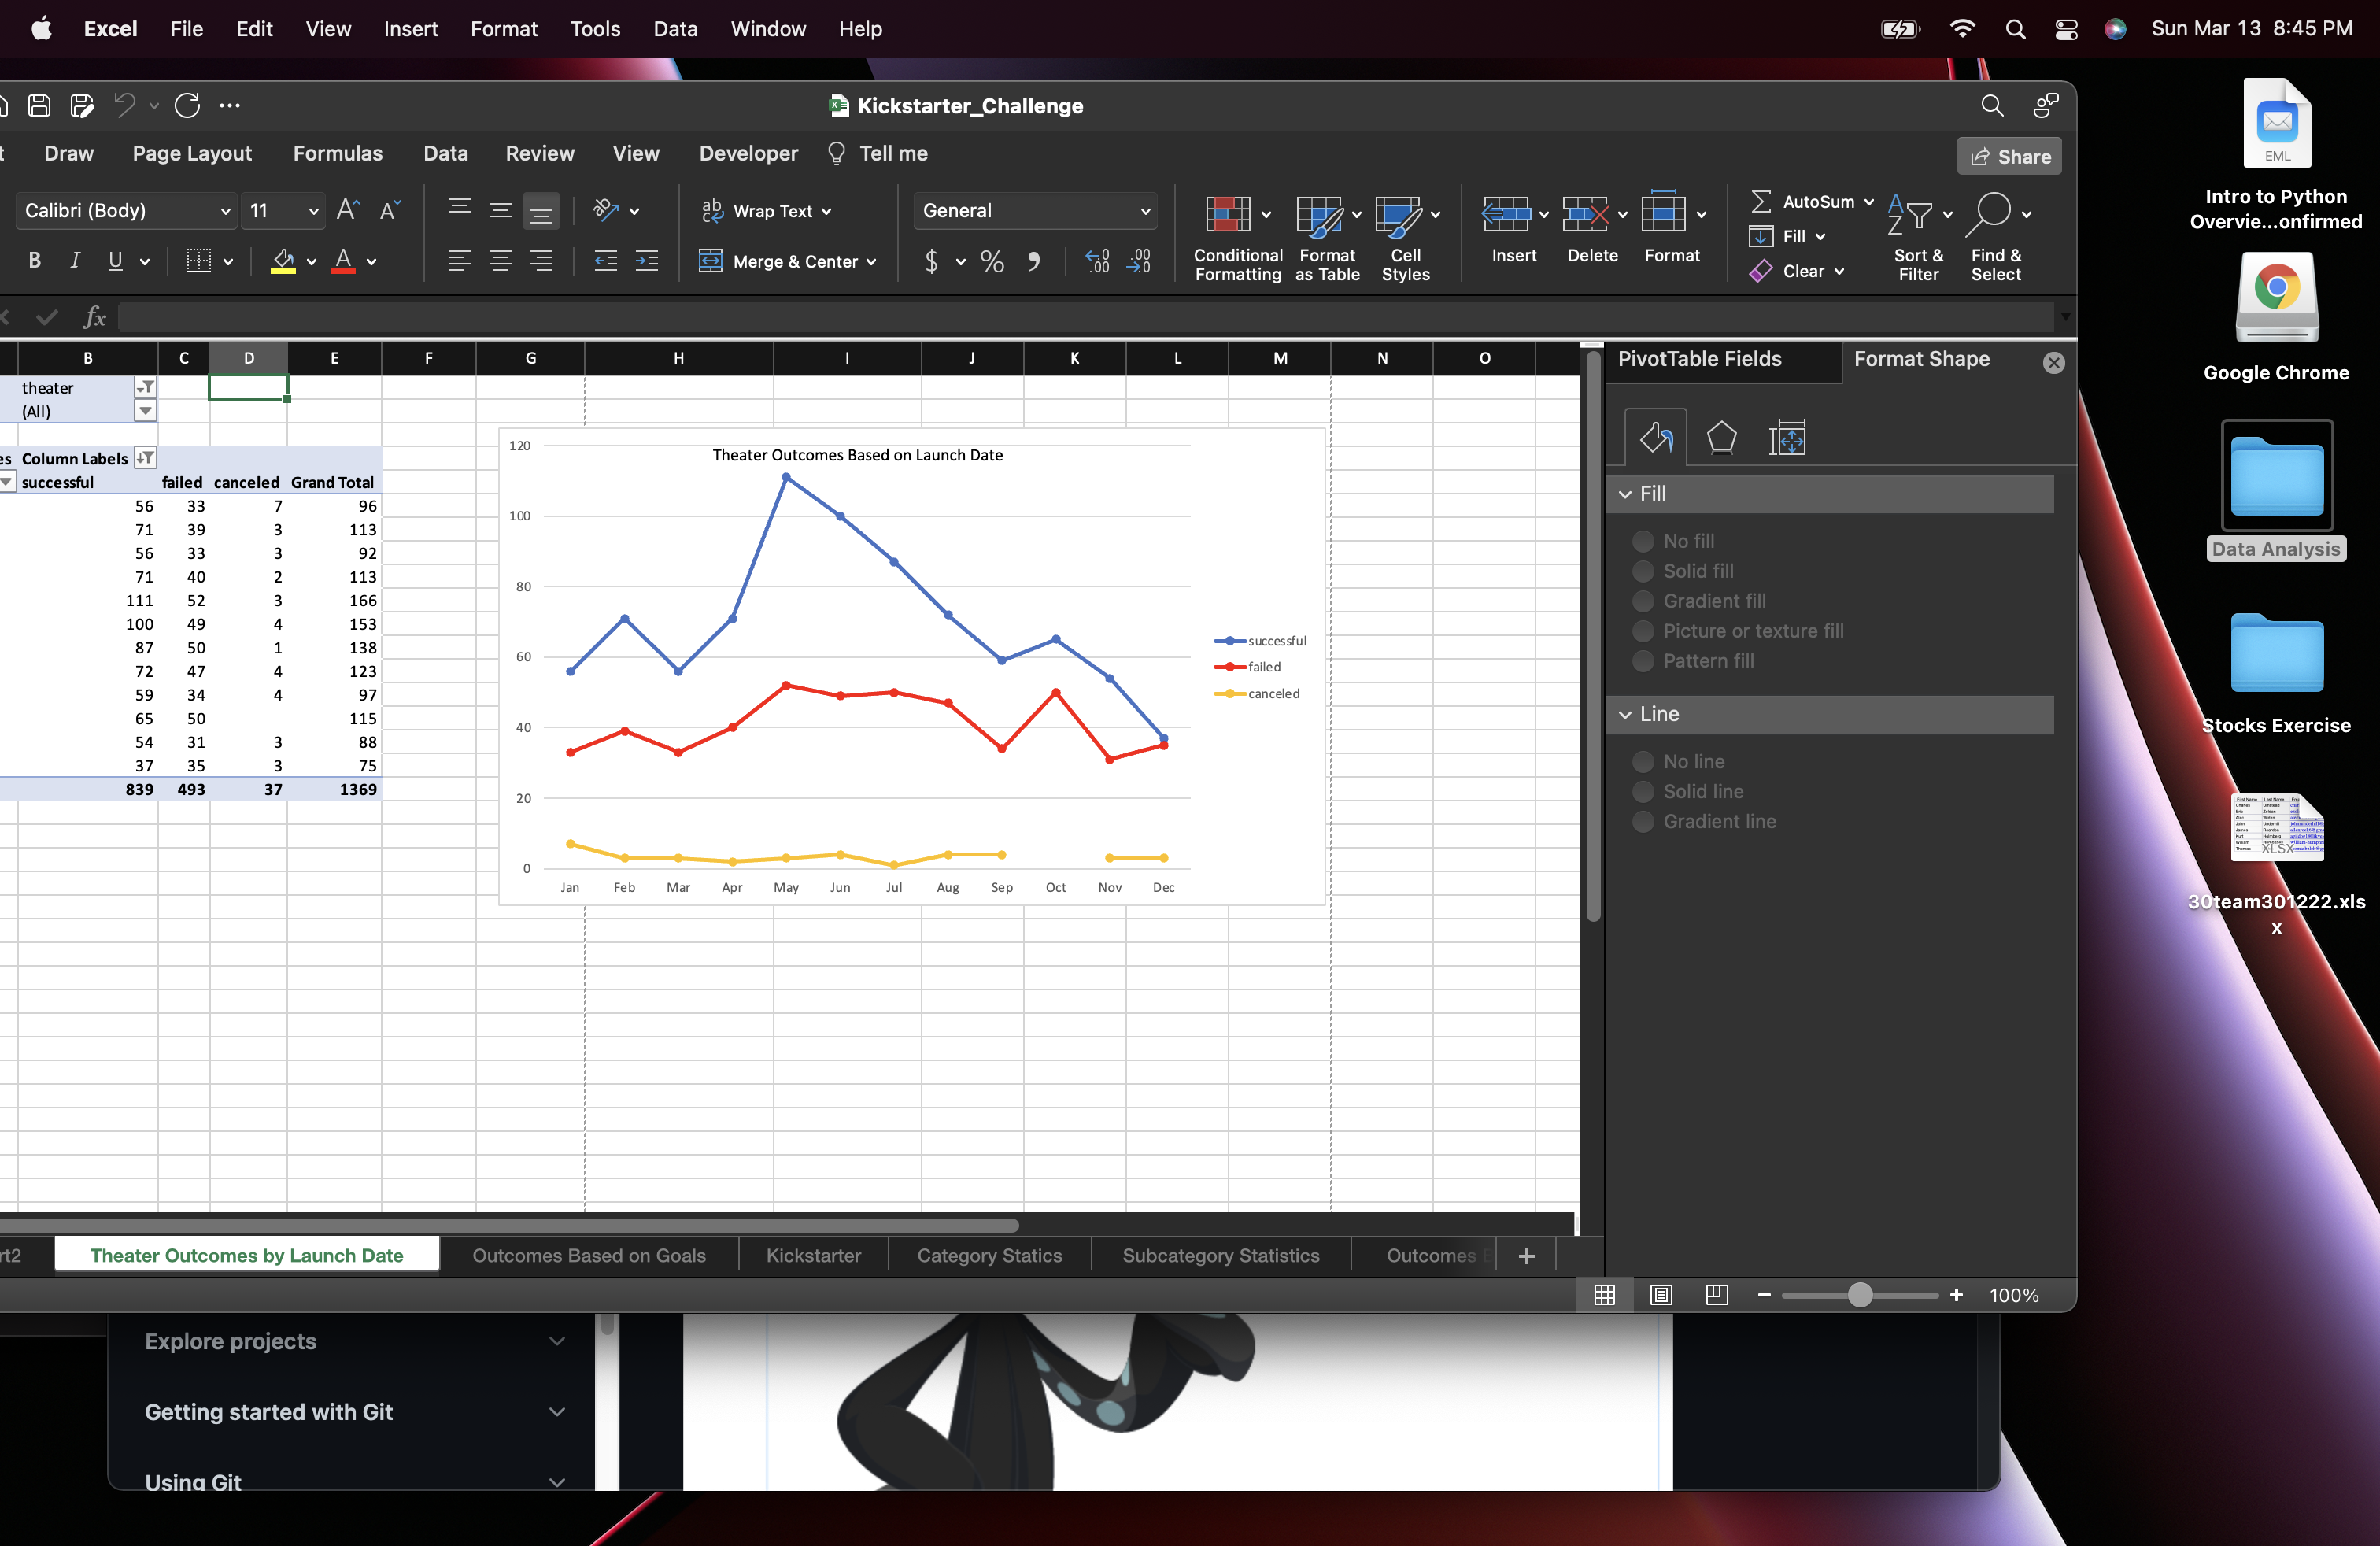 Excel File Edit View Insert Format Tools Data Window Help Sun Mar 13 8:45 PM
Kickstarter_Challenge
Draw Page Layout Formulas Data Review View Developer Tell me Share
Calibri (Body) 11 Wrap Text General AutoSum
Fill
B I U Merge & Center $ % Conditional Formatting Format as Table Cell Styles Insert Delete Format Clear Sort & Filter Find & Select
fx
B C D E F G H I J K L M N O
theater
(All)
Column Labels
successful failed canceled Grand Total
56 33 7 96
71 39 3 113
56 33 3 92
71 40 2 113
111 52 3 166
100 49 4 153
87 50 1 138
72 47 4 123
59 34 4 97
65 50 115
54 31 3 88
37 35 3 75
839 493 37 1369
Theater Outcomes Based on Launch Date
120
100
80
60
40
20
0
Jan Feb Mar Apr May Jun Jul Aug Sep Oct Nov Dec
successful
failed
canceled
PivotTable Fields Format Shape
Fill
No fill
Solid fill
Gradient fill
Picture or texture fill
Pattern fill
Line
No line
Solid line
Gradient line
Theater Outcomes by Launch Date Outcomes Based on Goals Kickstarter Category Statics Subcategory Statistics Outcomes
100%
EML
Intro to Python
Overvie...onfirmed
Google Chrome
Data Analysis
Stocks Exercise
XLSX
30team301222.xls
x
Explore projects
Getting started with Git
Using Git